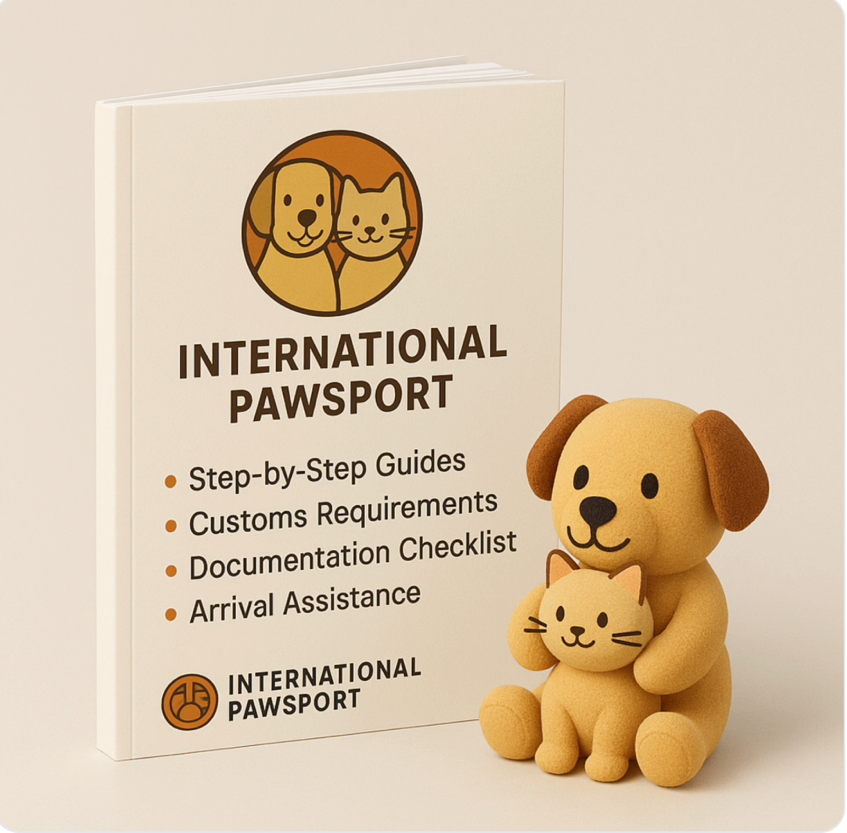 INTERNATIONAL
PAWSPORT
• Step-by-Step Guides
• Customs Requirements
• Documentation Checklist
• Arrival Assistance
INTERNATIONAL
PAWSPORT